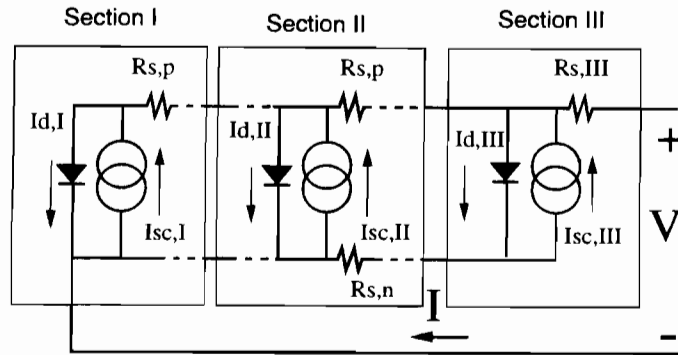 Section I
Section II
Section III
Rs,p
Rs,p
Rs,III
Id,I
Id,II
Id,III
+
V
Isc,I
Isc,II
Isc,III
Rs,n
I
-